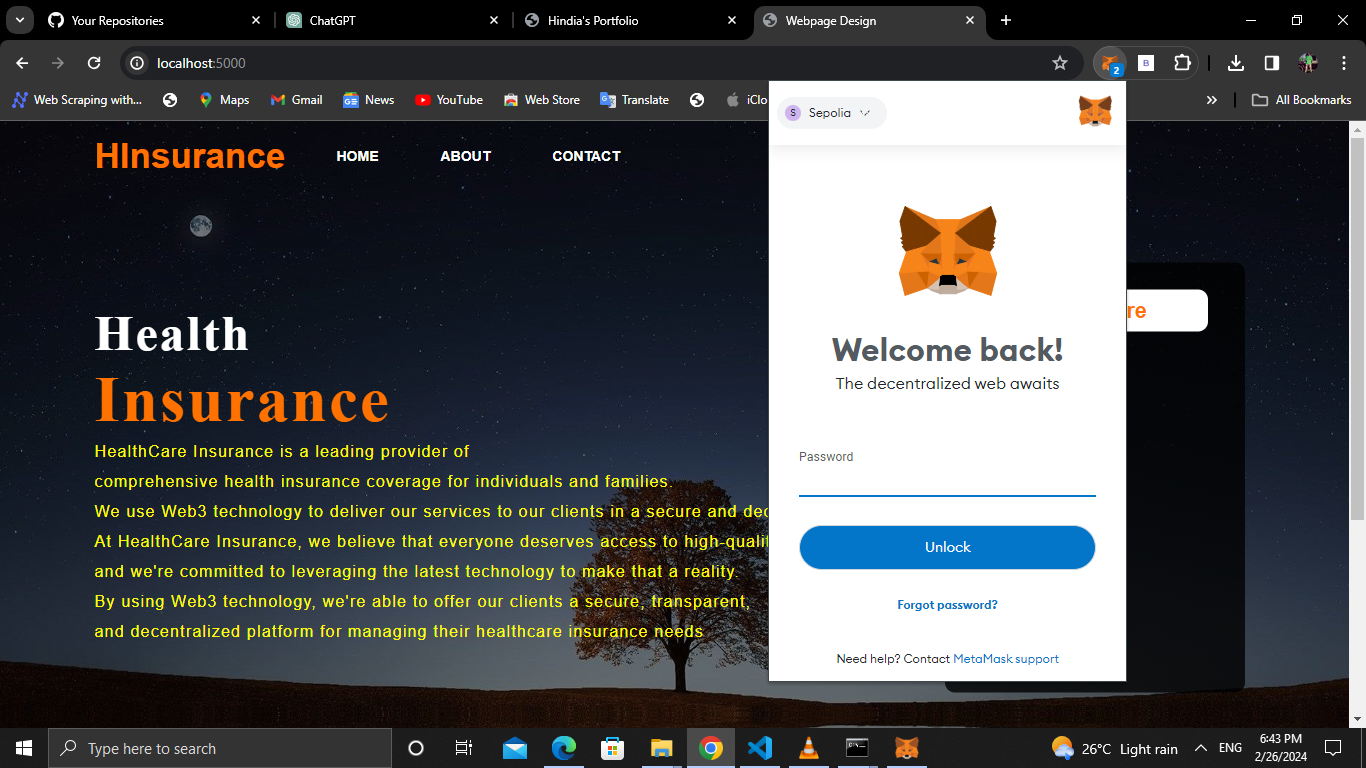 Your Repositories
ChatGPT
Hindia's Portfolio
Webpage Design
localhost:5000
2
B
Web Scraping with...
Maps
Gmail
News
YouTube
Web Store
Translate
iClo
All Bookmarks
HInsurance
HOME
ABOUT
CONTACT
Health
Insurance
HealthCare Insurance is a leading provider of
comprehensive health insurance coverage for individuals and families.
We use Web3 technology to deliver our services to our clients in a secure and dec
At HealthCare Insurance, we believe that everyone deserves access to high-qualit
and we're committed to leveraging the latest technology to make that a reality.
By using Web3 technology, we're able to offer our clients a secure, transparent,
and decentralized platform for managing their healthcare insurance needs
re
S Sepolia
Welcome back!
The decentralized web awaits
Password
Unlock
Forgot password?
Need help? Contact MetaMask support
Type here to search
26°C Light rain
ENG
6:43 PM
2/26/2024